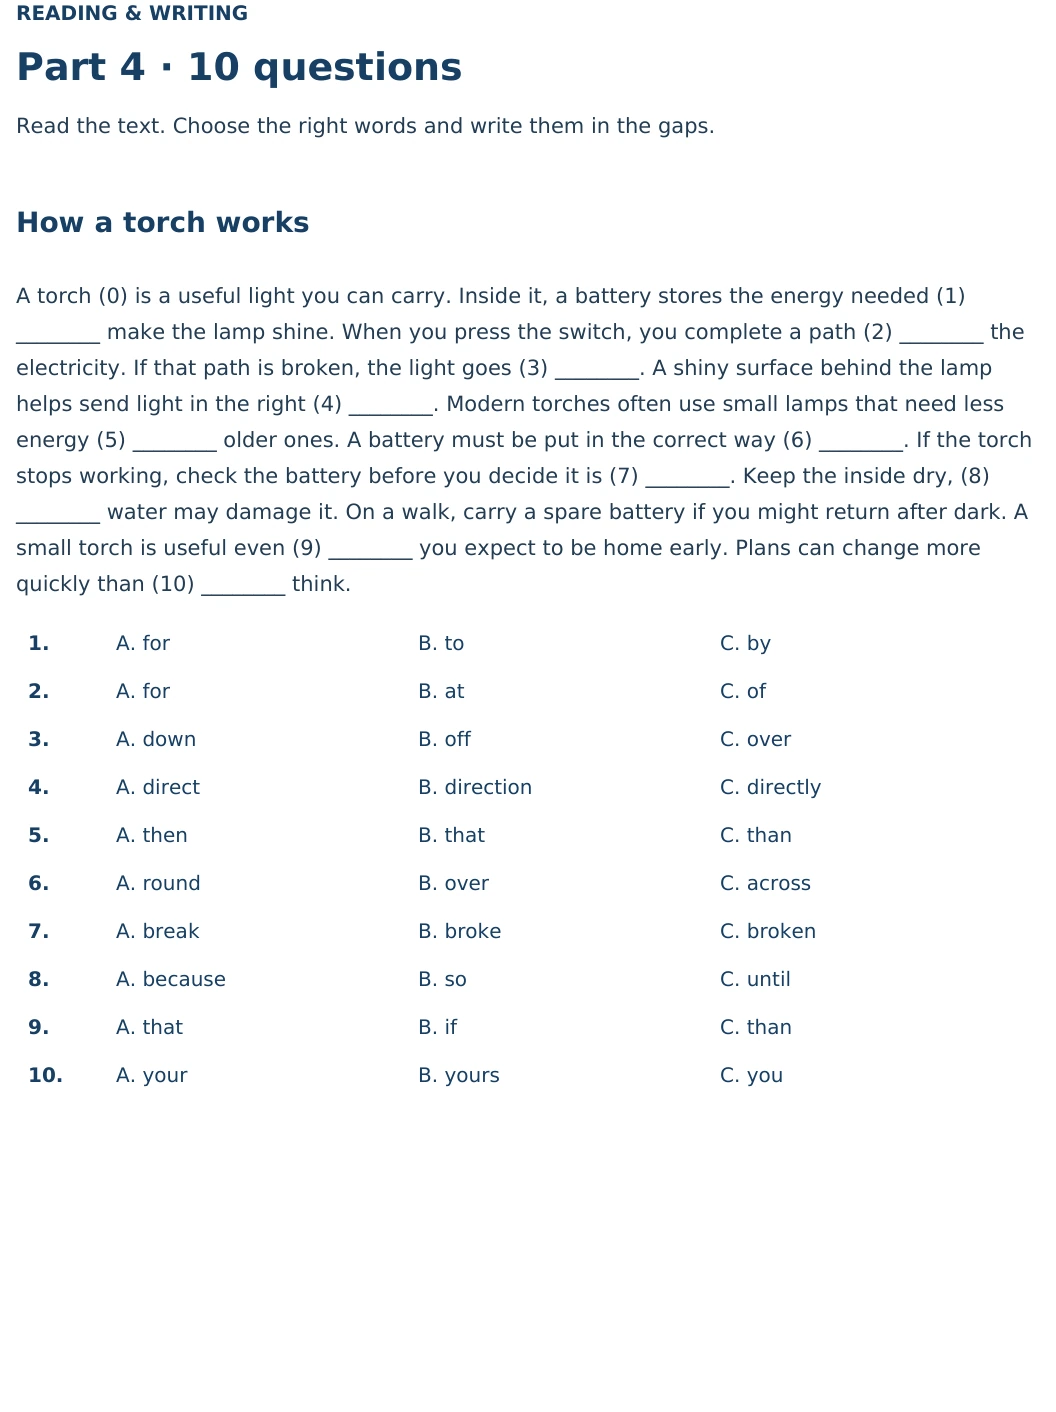 READING & WRITING
Part 4 · 10 questions
Read the text. Choose the right words and write them in the gaps.
How a torch works
A torch (0) is a useful light you can carry. Inside it, a battery stores the energy needed (1)
________ make the lamp shine. When you press the switch, you complete a path (2) ________ the
electricity. If that path is broken, the light goes (3) ________. A shiny surface behind the lamp
helps send light in the right (4) ________. Modern torches often use small lamps that need less
energy (5) ________ older ones. A battery must be put in the correct way (6) ________. If the torch
stops working, check the battery before you decide it is (7) ________. Keep the inside dry, (8)
________ water may damage it. On a walk, carry a spare battery if you might return after dark. A
small torch is useful even (9) ________ you expect to be home early. Plans can change more
quickly than (10) ________ think.
1. A. for B. to C. by
2. A. for B. at C. of
3. A. down B. off C. over
4. A. direct B. direction C. directly
5. A. then B. that C. than
6. A. round B. over C. across
7. A. break B. broke C. broken
8. A. because B. so C. until
9. A. that B. if C. than
10. A. your B. yours C. you